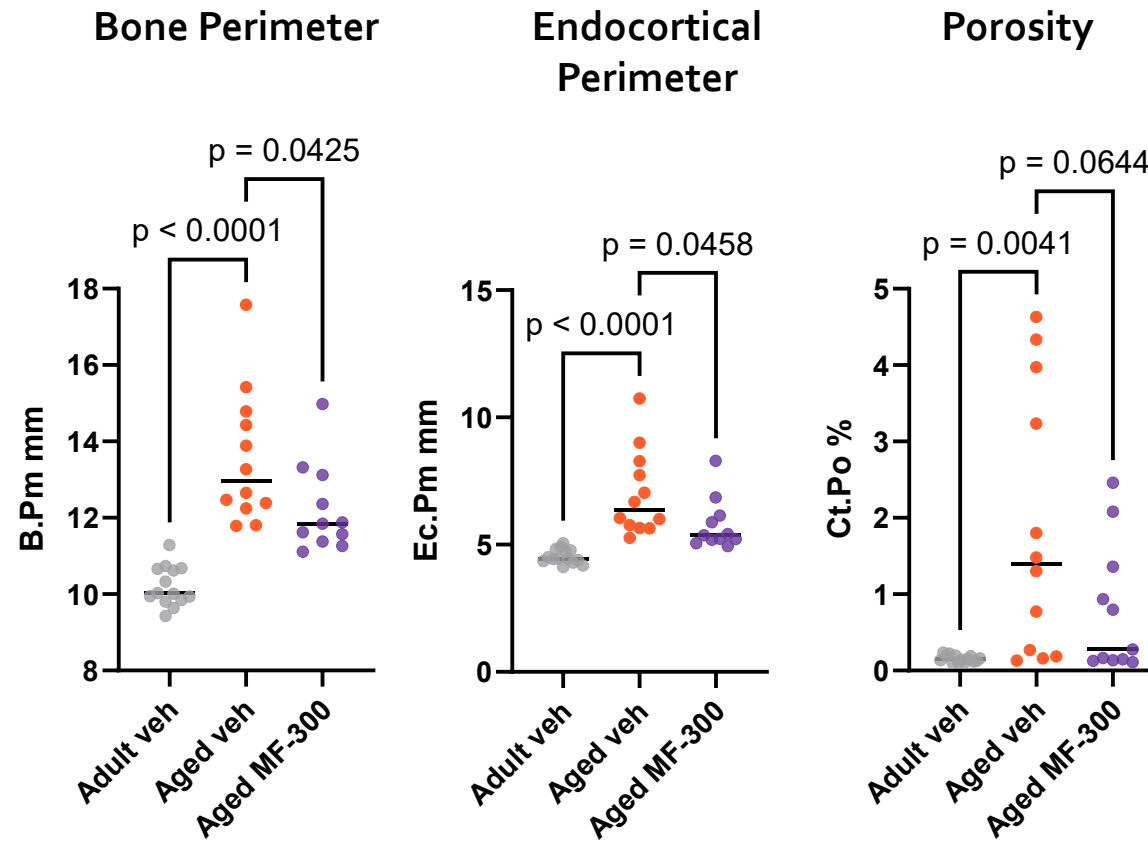 Bone Perimeter
p = 0.0425
p < 0.0001
18
16
14
12
10
8
B.Pm mm
Adult veh
Aged veh
Aged MF-300
Endocortical
Perimeter
p = 0.0458
p < 0.0001
15
10
5
0
Ec.Pm mm
Adult veh
Aged veh
Aged MF-300
Porosity
p = 0.0644
p = 0.0041
5
4
3
2
1
0
Ct.Po %
Adult veh
Aged veh
Aged MF-300